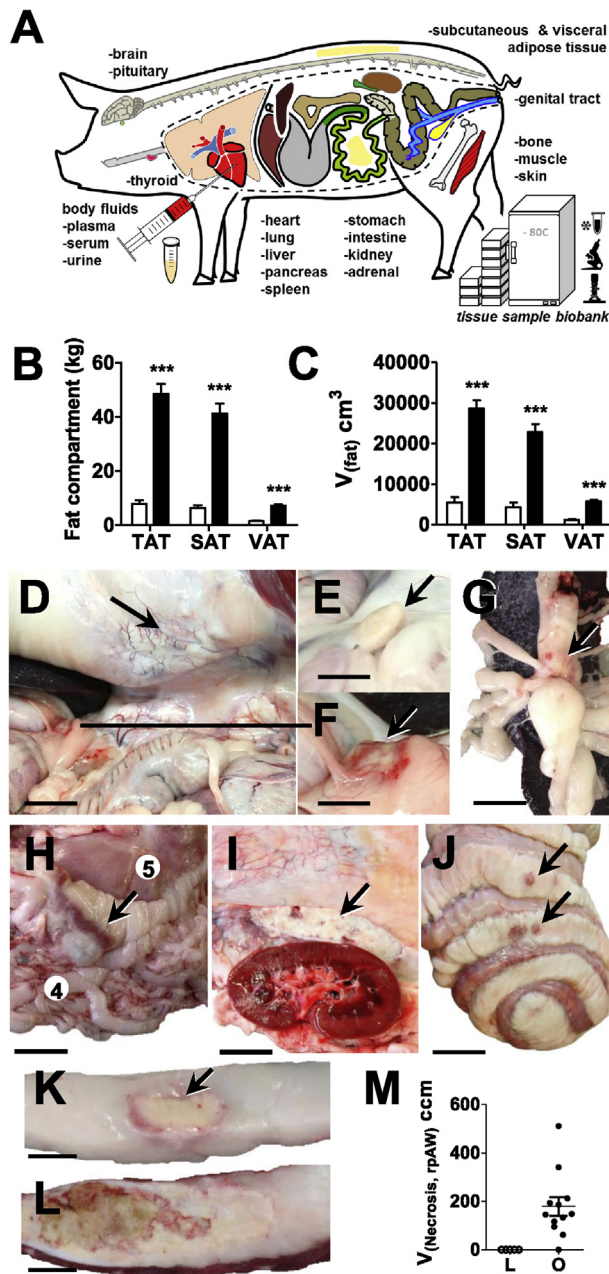 A
-brain
-pituitary
-subcutaneous & visceral
adipose tissue
-genital tract
-bone
-muscle
-skin
-thyroid
body fluids
-plasma
-serum
-urine
-heart
-lung
-liver
-pancreas
-spleen
-stomach
-intestine
-kidney
-adrenal
- 80C
*
tissue sample biobank
B
Fat compartment (kg)
60
40
20
0
***
***
***
TAT
SAT
VAT
C
V(fat) cm³
40000
30000
20000
10000
0
***
***
***
TAT
SAT
VAT
D
E
F
G
H
5
4
I
J
K
L
M
V(Necrosis, rpAW) ccm
600
400
200
0
L
O